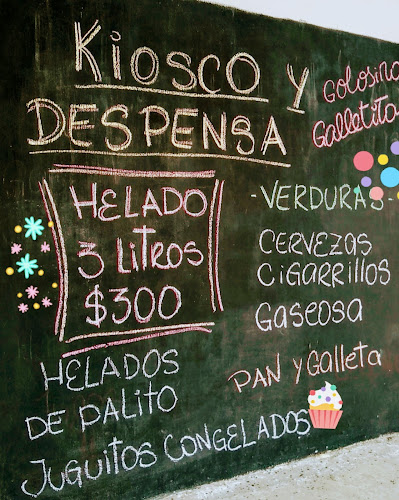 Kiosco y
DESPENSA
Golosina
Galletita
HELADO
3 Litros
$300
-VERDURAS-
CERVEZAS
CIGARRILLOS
GASEOSA
PAN y Galleta
HELADOS
DE PALITO
JUGUITOS CONGELADOS